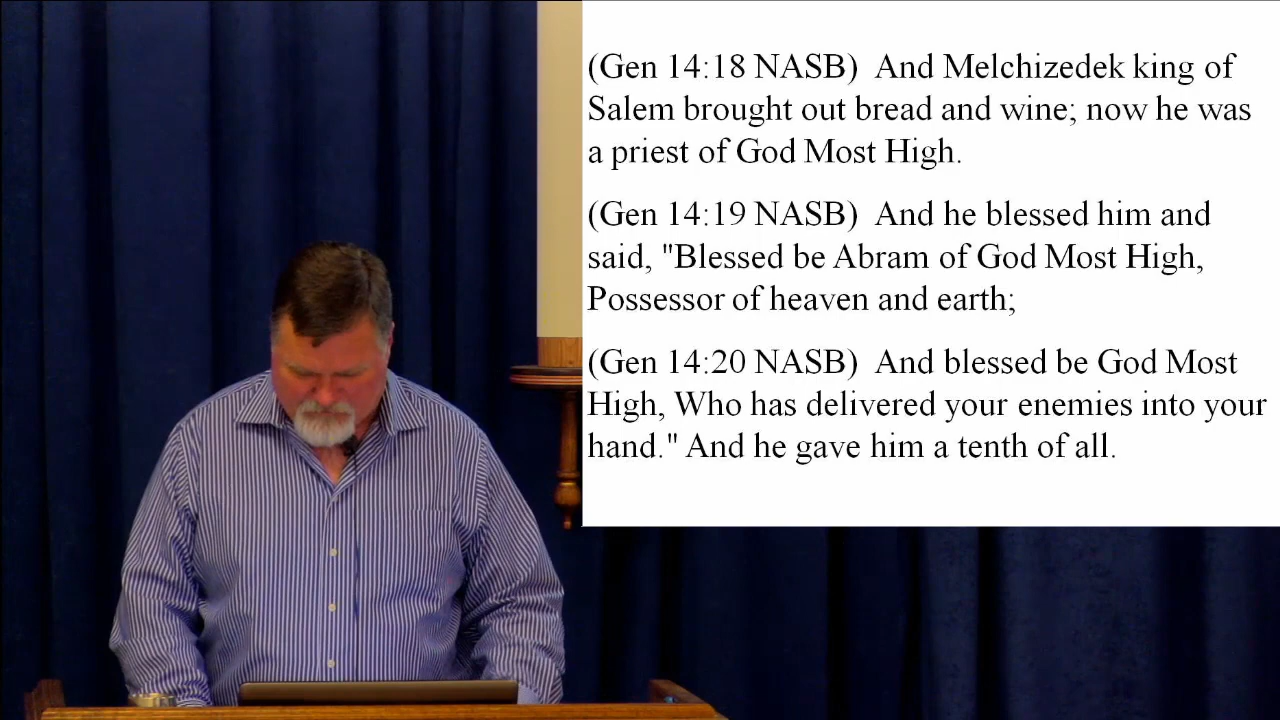 (Gen 14:18 NASB)  And Melchizedek king of
Salem brought out bread and wine; now he was
a priest of God Most High.
(Gen 14:19 NASB)  And he blessed him and
said, "Blessed be Abram of God Most High,
Possessor of heaven and earth;
(Gen 14:20 NASB)  And blessed be God Most
High, Who has delivered your enemies into your
hand." And he gave him a tenth of all.